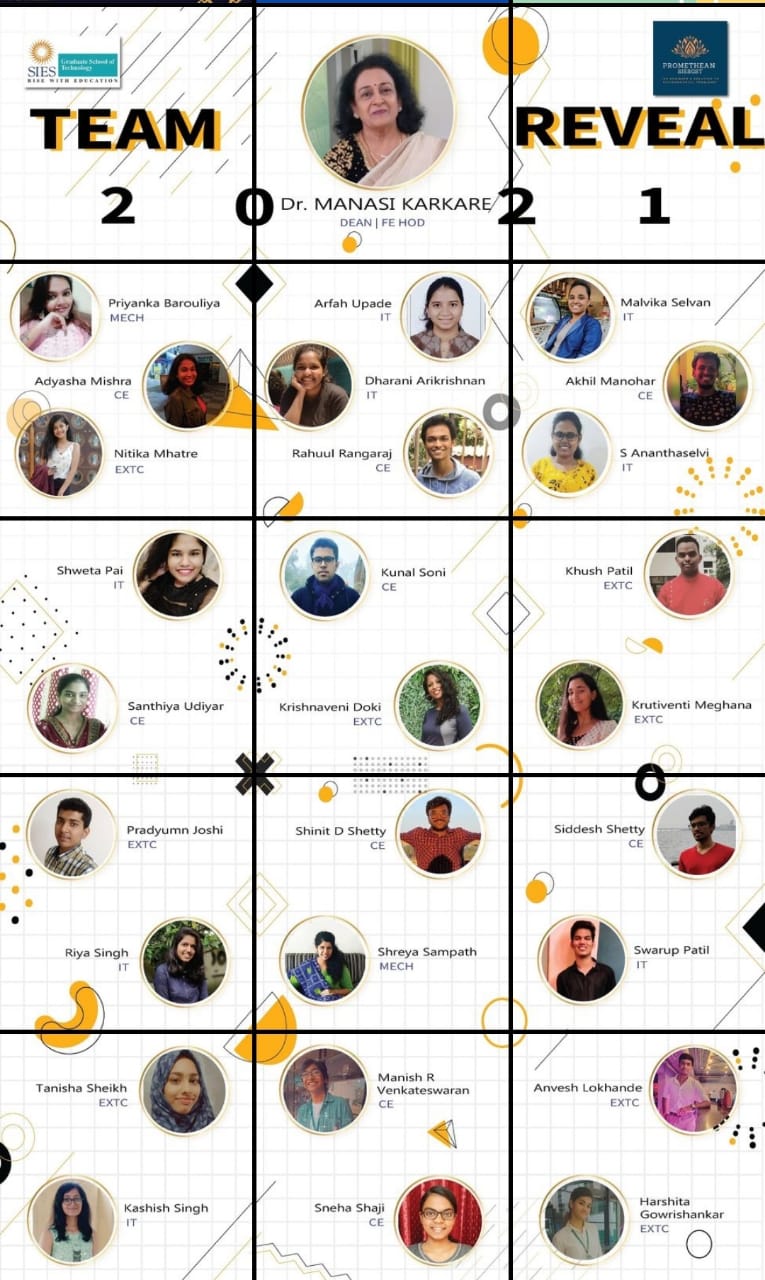 SIES
Graduate School of
Technology
RISE WITH EDUCATION
PROMETHEAN
SIESGST
TEAM
REVEAL
2021
Dr. MANASI KARKARE
DEAN | FE HOD
Priyanka Barouliya
MECH
Adyasha Mishra
CE
Nitika Mhatre
EXTC
Arfah Upade
IT
Dharani Arikrishnan
IT
Rahuul Rangaraj
CE
Malvika Selvan
IT
Akhil Manohar
CE
S Ananthaselvi
IT
Shweta Pai
IT
Santhiya Udiyar
CE
Kunal Soni
CE
Krishnaveni Doki
EXTC
Khush Patil
EXTC
Krutiventi Meghana
EXTC
Pradyumn Joshi
EXTC
Riya Singh
IT
Shinit D Shetty
CE
Shreya Sampath
MECH
Siddesh Shetty
CE
Swarup Patil
IT
Tanisha Sheikh
EXTC
Kashish Singh
IT
Manish R
Venkateswaran
CE
Sneha Shaji
CE
Anvesh Lokhande
EXTC
Harshita
Gowrishankar
EXTC